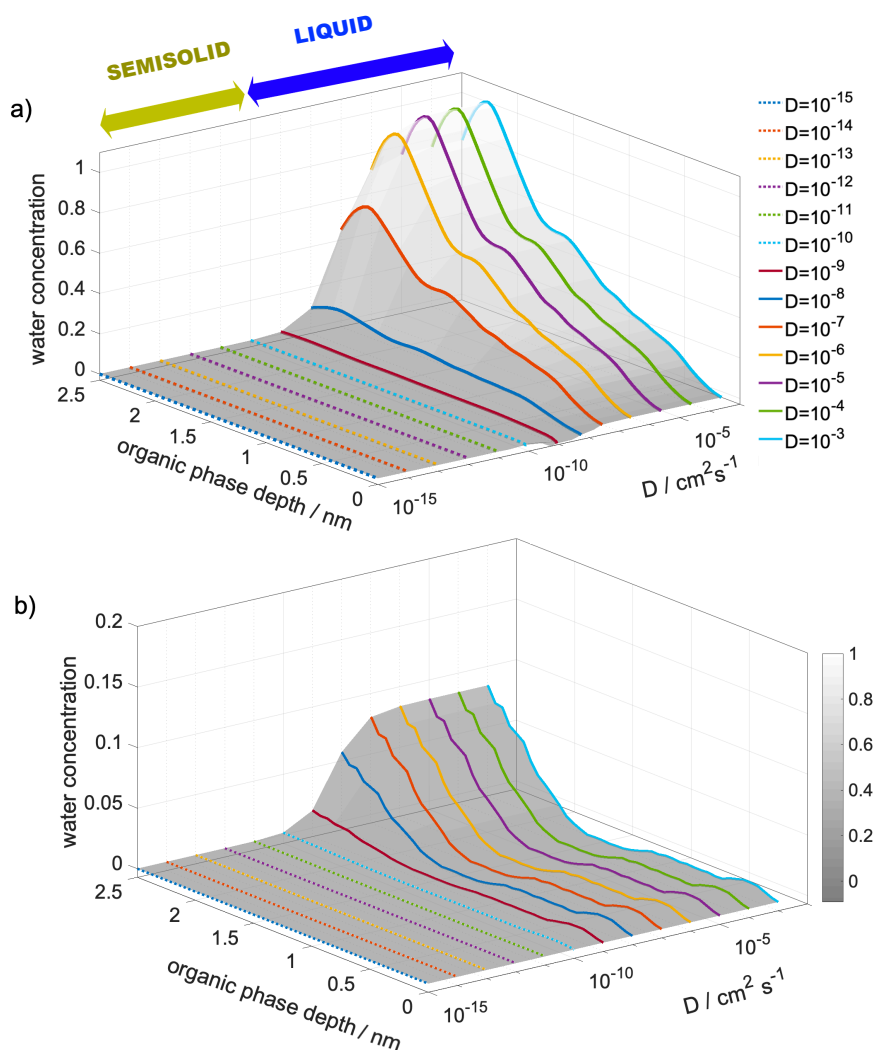 SEMISOLID
LIQUID
a)
water concentration
1
0.8
0.6
0.4
0.2
0
2.5
2
1.5
1
0.5
0
organic phase depth / nm
10-15
10-10
10-5
D / cm2s-1
D=10-15
D=10-14
D=10-13
D=10-12
D=10-11
D=10-10
D=10-9
D=10-8
D=10-7
D=10-6
D=10-5
D=10-4
D=10-3
b)
water concentration
0.2
0.15
0.1
0.05
0
2.5
2
1.5
1
0.5
0
organic phase depth / nm
10-15
10-10
10-5
D / cm2 s-1
1
0.8
0.6
0.4
0.2
0